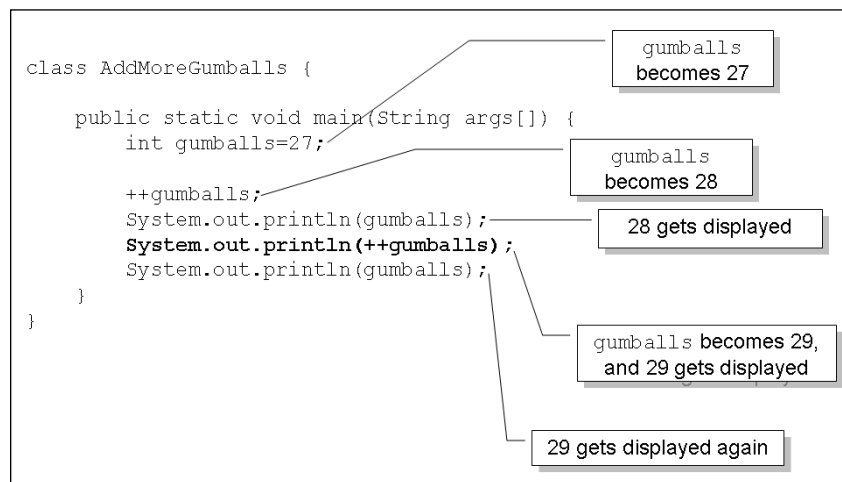 class AddMoreGumballs {
public static void main(String args[]) {
int gumballs=27;
++gumballs;
System.out.println(gumballs);
System.out.println(++gumballs);
System.out.println(gumballs);
}
}
gumballs
becomes 27
gumballs
becomes 28
28 gets displayed
gumballs becomes 29,
and 29 gets displayed
29 gets displayed again